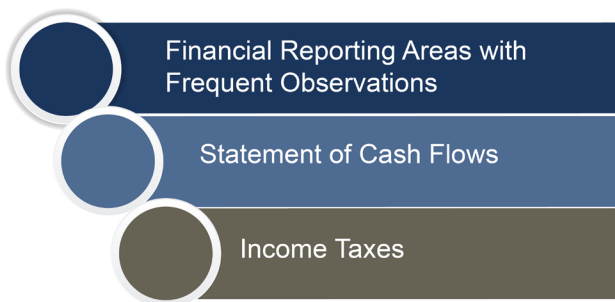 Financial Reporting Areas with
Frequent Observations
Statement of Cash Flows
Income Taxes